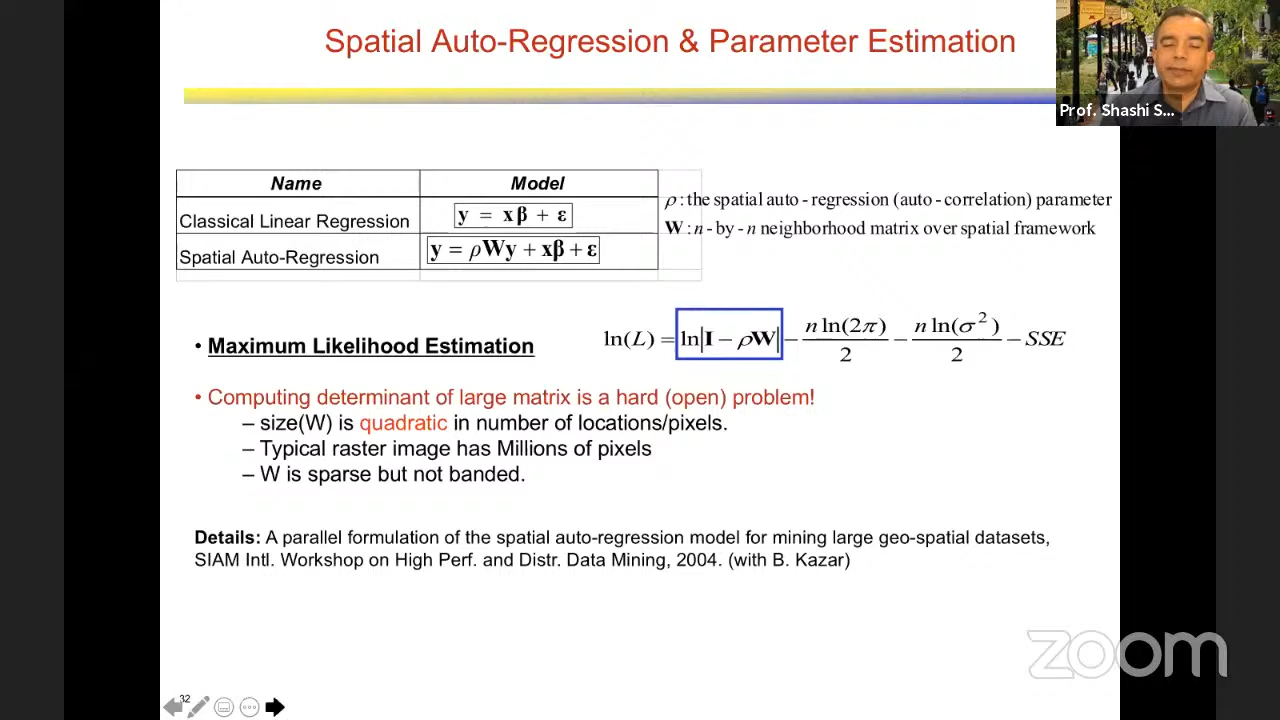 Spatial Auto-Regression & Parameter Estimation
Prof. Shashi S...
Name Model
Classical Linear Regression y = xβ + ε
Spatial Auto-Regression y = ρWy + xβ + ε
ρ : the spatial auto - regression (auto - correlation) parameter
W : n - by - n neighborhood matrix over spatial framework
• Maximum Likelihood Estimation
ln(L) = ln|I − ρW| − n ln(2π)/2 − n ln(σ²)/2 − SSE
• Computing determinant of large matrix is a hard (open) problem!
– size(W) is quadratic in number of locations/pixels.
– Typical raster image has Millions of pixels
– W is sparse but not banded.
Details: A parallel formulation of the spatial auto-regression model for mining large geo-spatial datasets,
SIAM Intl. Workshop on High Perf. and Distr. Data Mining, 2004. (with B. Kazar)
zoom
32